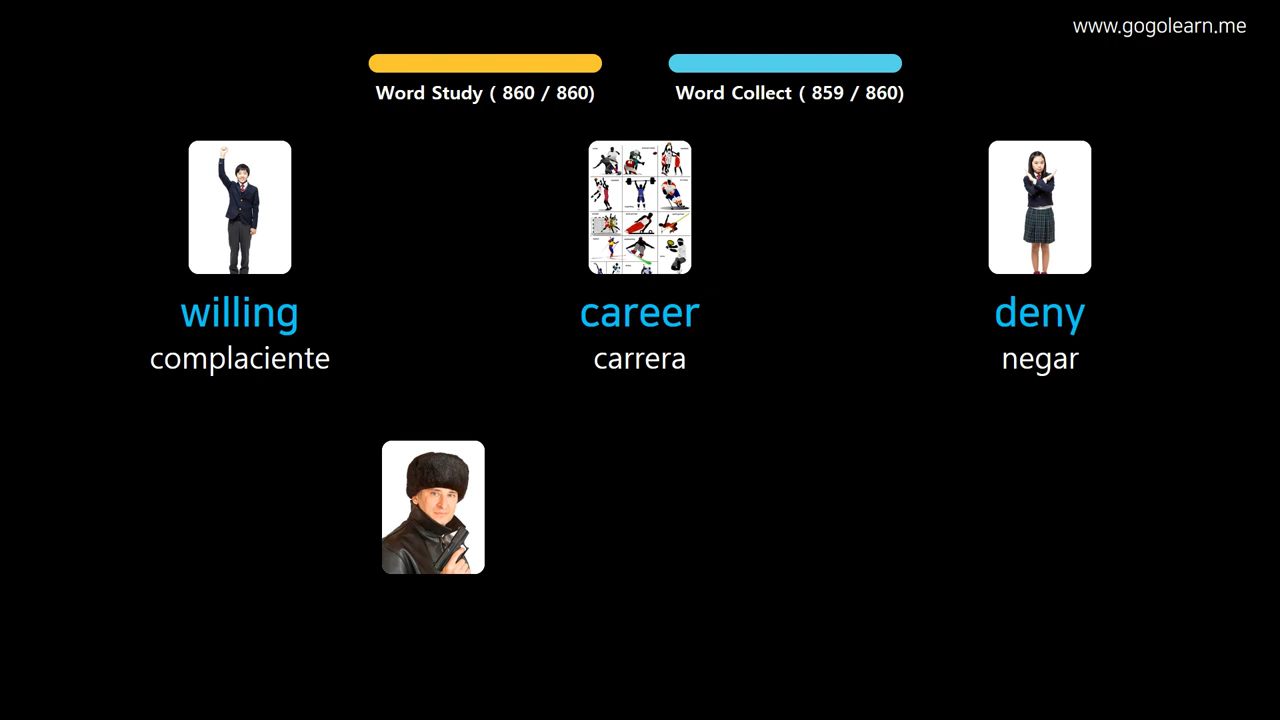 www.gogolearn.me
Word Study ( 860 / 860)
Word Collect ( 859 / 860)
willing
career
deny
complaciente
carrera
negar